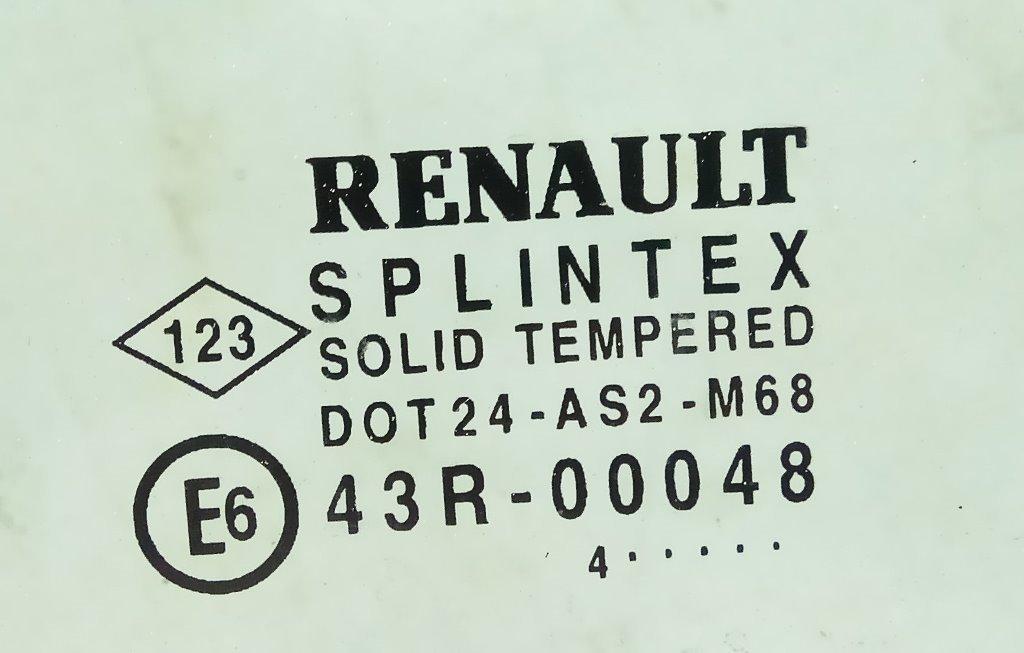 RENAULT
SPLINTEX
123
SOLID TEMPERED
DOT24-AS2-M68
E6
43R-00048
4 · · · · ·